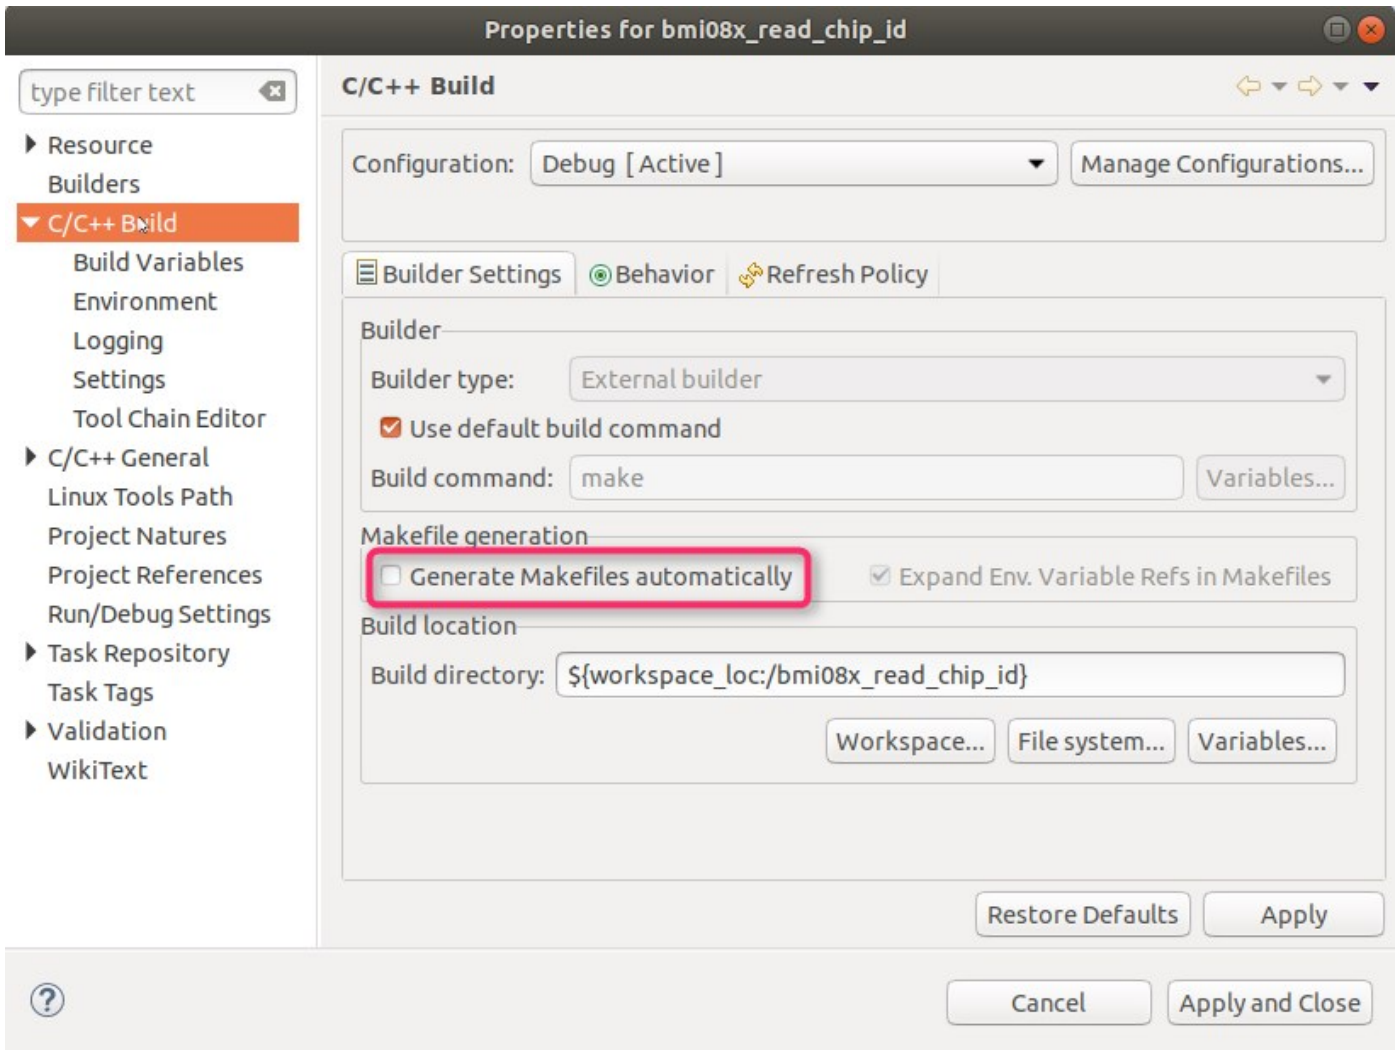 Properties for bmi08x_read_chip_id
type filter text
Resource
Builders
C/C++ Build
Build Variables
Environment
Logging
Settings
Tool Chain Editor
C/C++ General
Linux Tools Path
Project Natures
Project References
Run/Debug Settings
Task Repository
Task Tags
Validation
WikiText
C/C++ Build
Configuration: Debug [ Active ] Manage Configurations...
Builder Settings Behavior Refresh Policy
Builder
Builder type: External builder
Use default build command
Build command: make Variables...
Makefile generation
Generate Makefiles automatically Expand Env. Variable Refs in Makefiles
Build location
Build directory: ${workspace_loc:/bmi08x_read_chip_id}
Workspace... File system... Variables...
Restore Defaults Apply
? Cancel Apply and Close